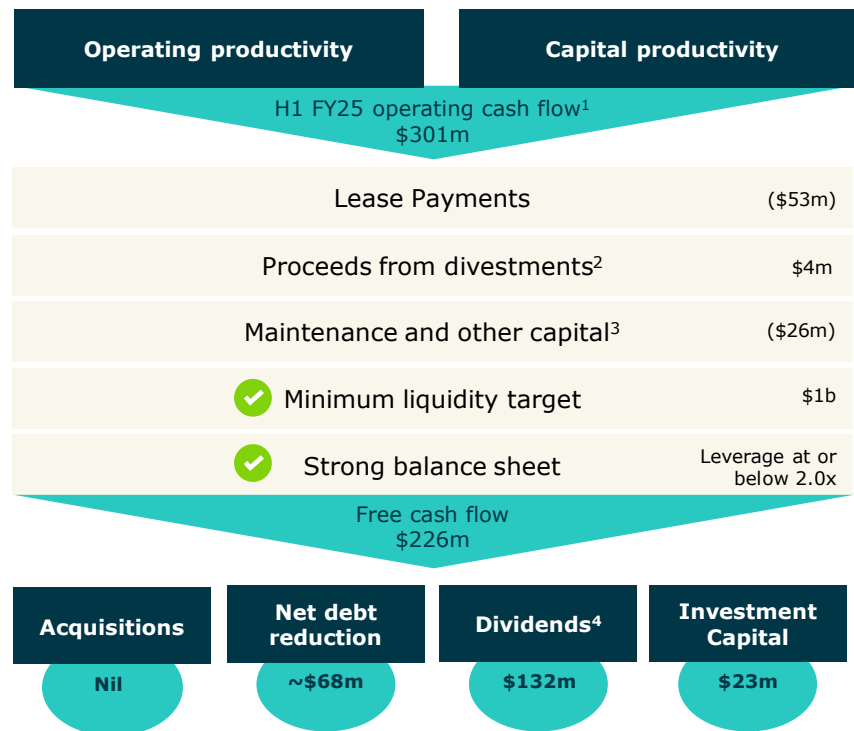 Operating productivity
Capital productivity
H1 FY25 operating cash flow¹
$301m
Lease Payments ($53m)
Proceeds from divestments² $4m
Maintenance and other capital³ ($26m)
Minimum liquidity target $1b
Strong balance sheet
Leverage at or
below 2.0x
Free cash flow
$226m
Acquisitions
Nil
Net debt
reduction
~$68m
Dividends⁴
$132m
Investment
Capital
$23m